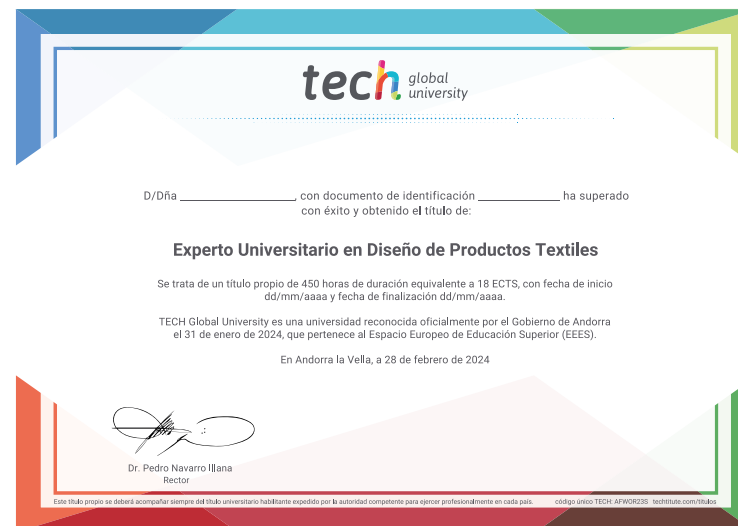 tech global university
D/Dña ____________________, con documento de identificación ______________ ha superado
con éxito y obtenido el título de:
Experto Universitario en Diseño de Productos Textiles
Se trata de un título propio de 450 horas de duración equivalente a 18 ECTS, con fecha de inicio
dd/mm/aaaa y fecha de finalización dd/mm/aaaa.
TECH Global University es una universidad reconocida oficialmente por el Gobierno de Andorra
el 31 de enero de 2024, que pertenece al Espacio Europeo de Educación Superior (EEES).
En Andorra la Vella, a 28 de febrero de 2024
Dr. Pedro Navarro Illana
Rector
Este título propio se deberá acompañar siempre del título universitario habilitante expedido por la autoridad competente para ejercer profesionalmente en cada país. código único TECH: AFWOR23S techtitute.com/titulos